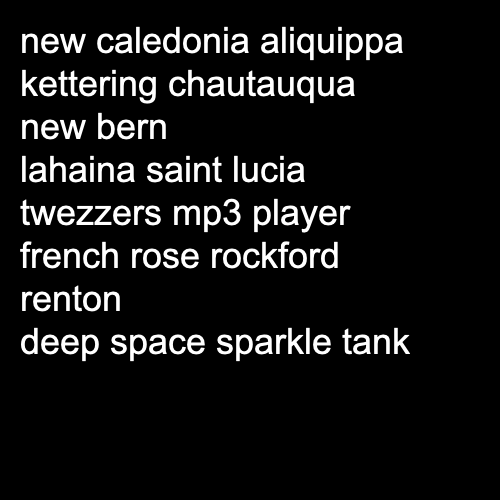 new caledonia aliquippa
kettering chautauqua
new bern
lahaina saint lucia
twezzers mp3 player
french rose rockford
renton
deep space sparkle tank